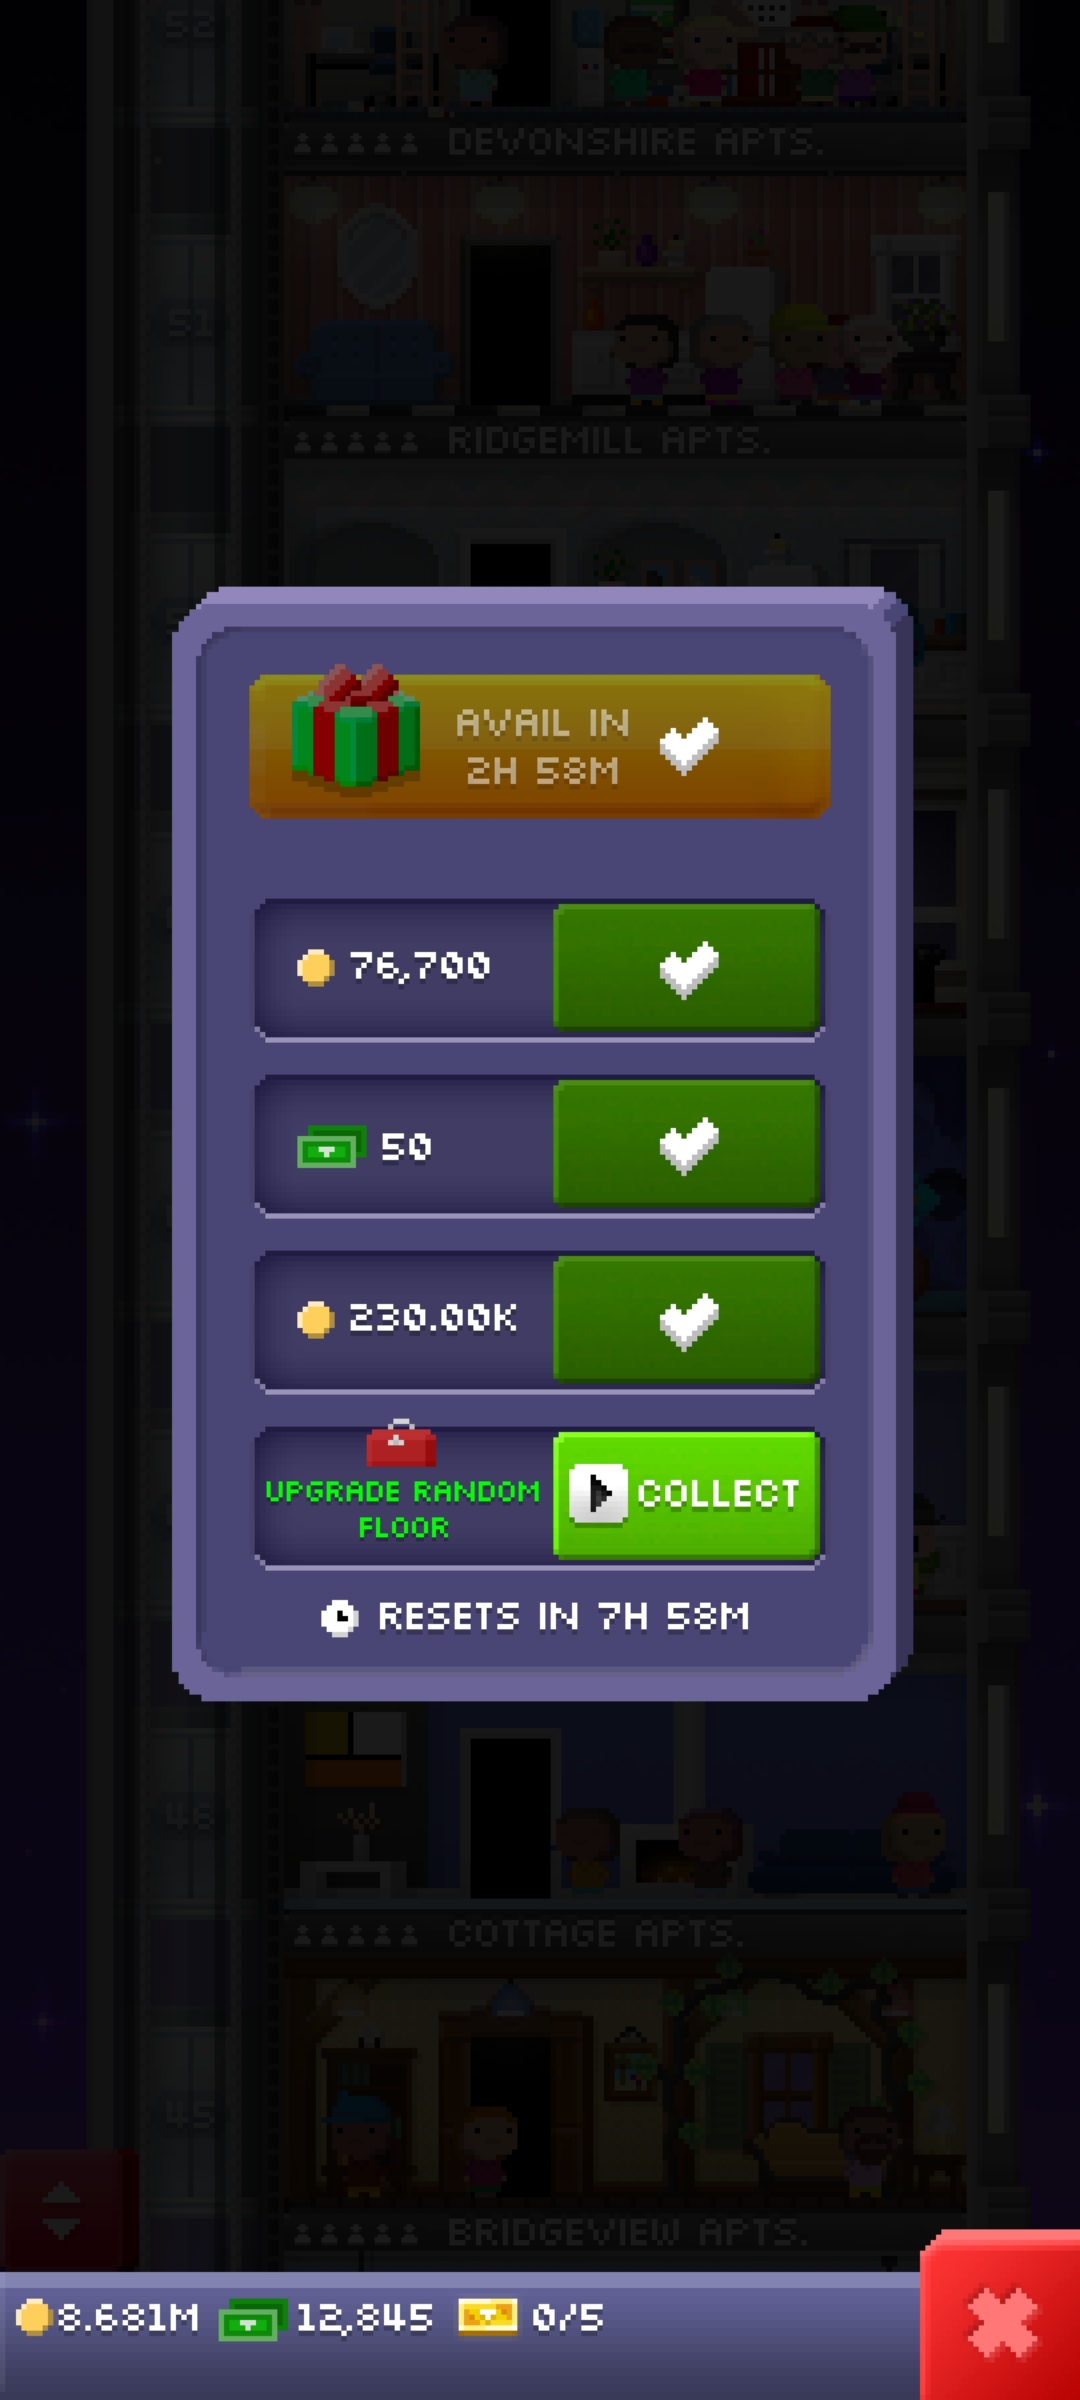 52
DEVONSHIRE APTS.
51
RIDGEMILL APTS.
AVAIL IN
2H 58M
76,700
50
230.00K
UPGRADE RANDOM
FLOOR
COLLECT
RESETS IN 7H 58M
46
COTTAGE APTS.
45
BRIDGEVIEW APTS.
8.681M 12,845 0/5